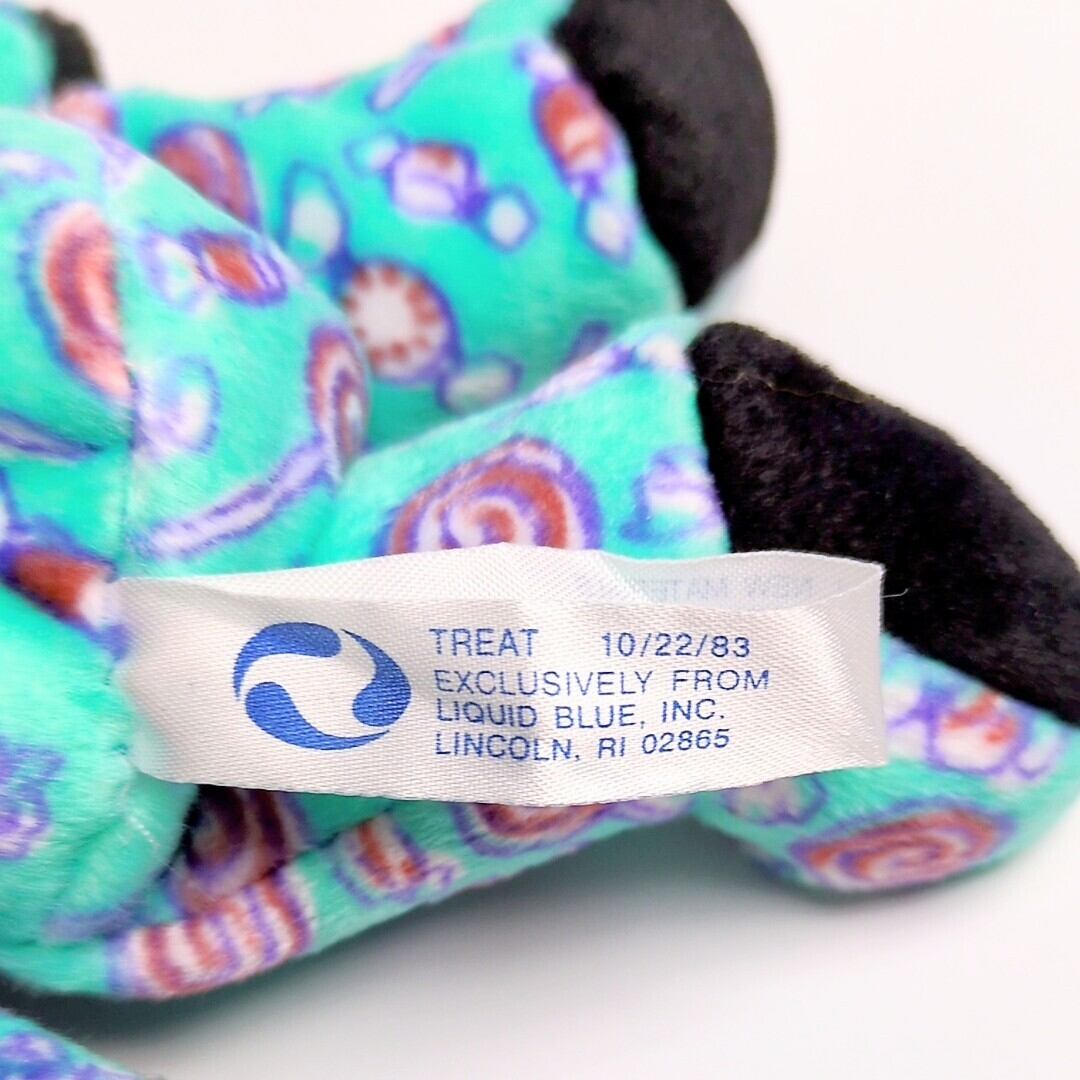 TREAT 10/22/83
EXCLUSIVELY FROM
LIQUID BLUE, INC.
LINCOLN, RI 02865